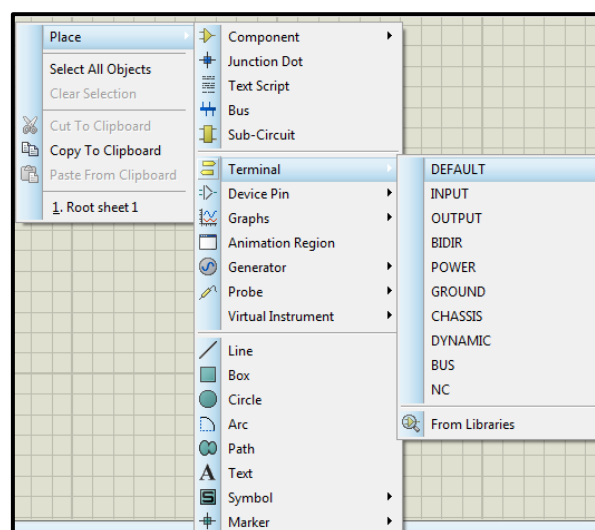 Place
Select All Objects
Clear Selection
Cut To Clipboard
Copy To Clipboard
Paste From Clipboard
1. Root sheet 1
Component
Junction Dot
Text Script
Bus
Sub-Circuit
Terminal
Device Pin
Graphs
Animation Region
Generator
Probe
Virtual Instrument
Line
Box
Circle
Arc
Path
A Text
S Symbol
Marker
DEFAULT
INPUT
OUTPUT
BIDIR
POWER
GROUND
CHASSIS
DYNAMIC
BUS
NC
From Libraries